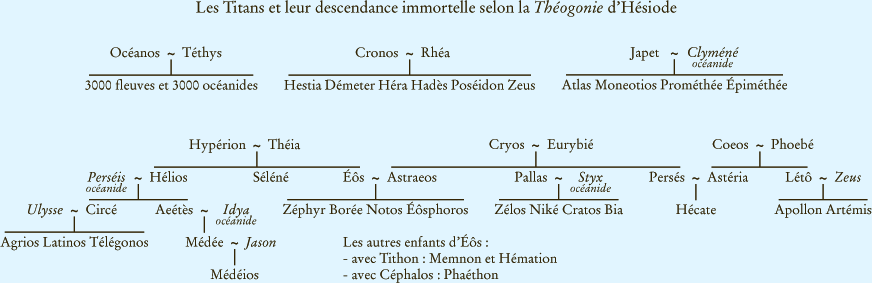 Les Titans et leur descendance immortelle selon la Théogonie d'Hésiode
Océanos ~ Téthys
3000 fleuves et 3000 océanides
Cronos ~ Rhéa
Hestia Démeter Héra Hadès Poséidon Zeus
Japet ~ Clyméné
océanide
Atlas Moneotios Prométhée Épiméthée
Hypérion ~ Théia
Cryos ~ Eurybié
Coeos ~ Phoebé
Perséis ~ Hélios
océanide
Séléné
Éôs ~ Astraeos
Pallas ~ Styx
océanide
Persés ~ Astéria
Létô ~ Zeus
Ulysse ~ Circé
Aeétès ~ Idya
océanide
Zéphyr Borée Notos Éôsphoros
Zélos Niké Cratos Bia
Hécate
Apollon Artémis
Agrios Latinos Télégonos
Médée ~ Jason
Médéios
Les autres enfants d'Éôs :
- avec Tithon : Memnon et Hémation
- avec Céphalos : Phaéthon